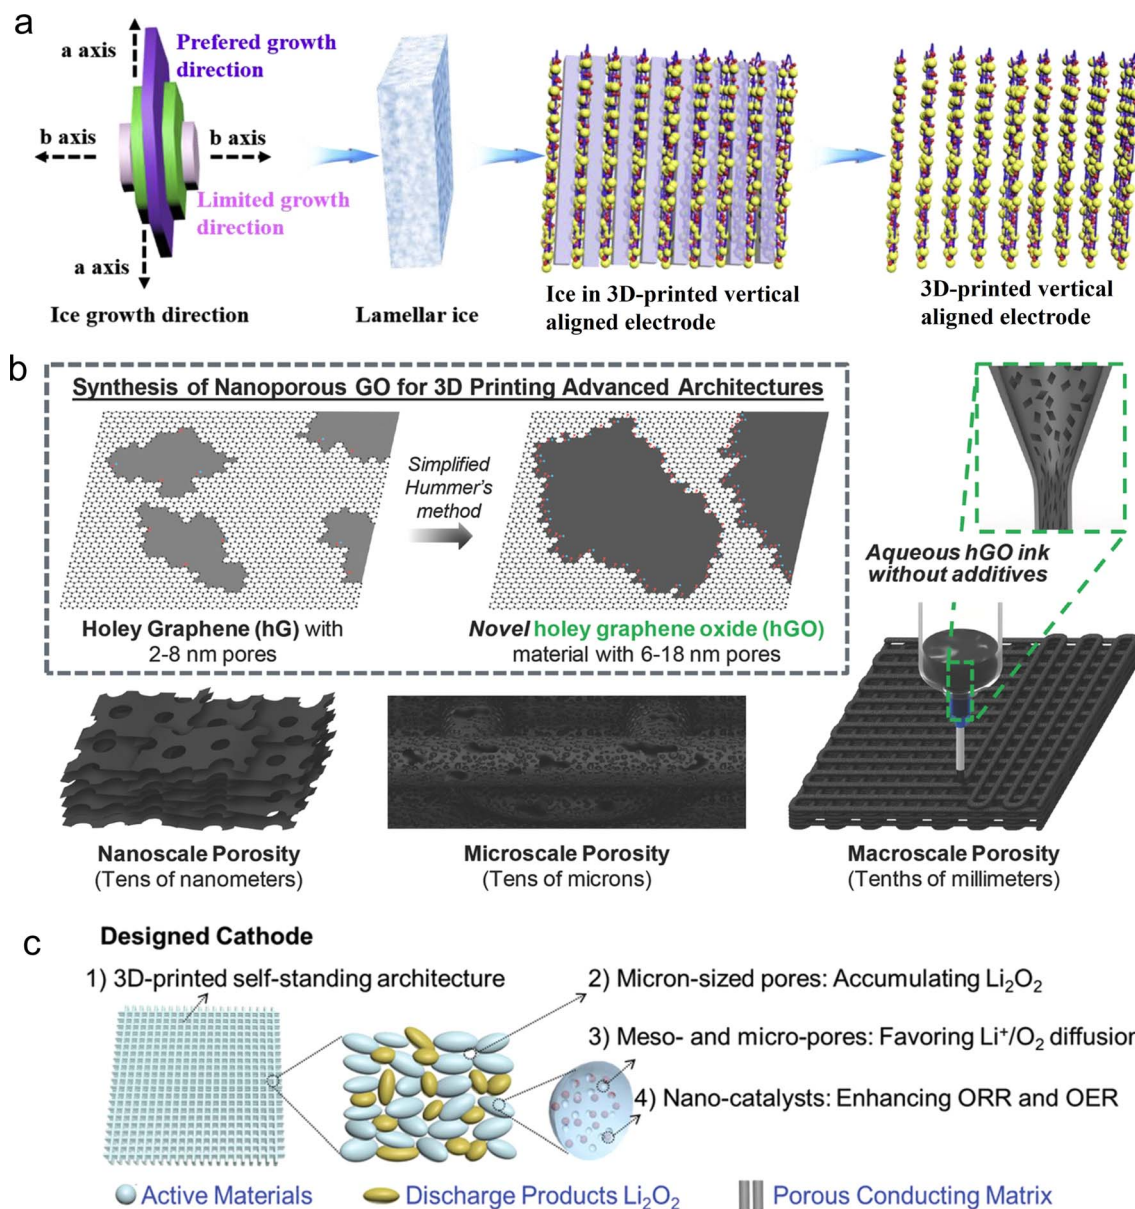 a
a axis
Prefered growth
direction
b axis
b axis
Limited growth
direction
a axis
Ice growth direction
Lamellar ice
Ice in 3D-printed vertical
aligned electrode
3D-printed vertical
aligned electrode
b
Synthesis of Nanoporous GO for 3D Printing Advanced Architectures
Simplified
Hummer's
method
Holey Graphene (hG) with
2-8 nm pores
Novel holey graphene oxide (hGO)
material with 6-18 nm pores
Aqueous hGO ink
without additives
Nanoscale Porosity
(Tens of nanometers)
Microscale Porosity
(Tens of microns)
Macroscale Porosity
(Tenths of millimeters)
c
Designed Cathode
1) 3D-printed self-standing architecture
2) Micron-sized pores: Accumulating Li₂O₂
3) Meso- and micro-pores: Favoring Li⁺/O₂ diffusion
4) Nano-catalysts: Enhancing ORR and OER
Active Materials
Discharge Products Li₂O₂
Porous Conducting Matrix